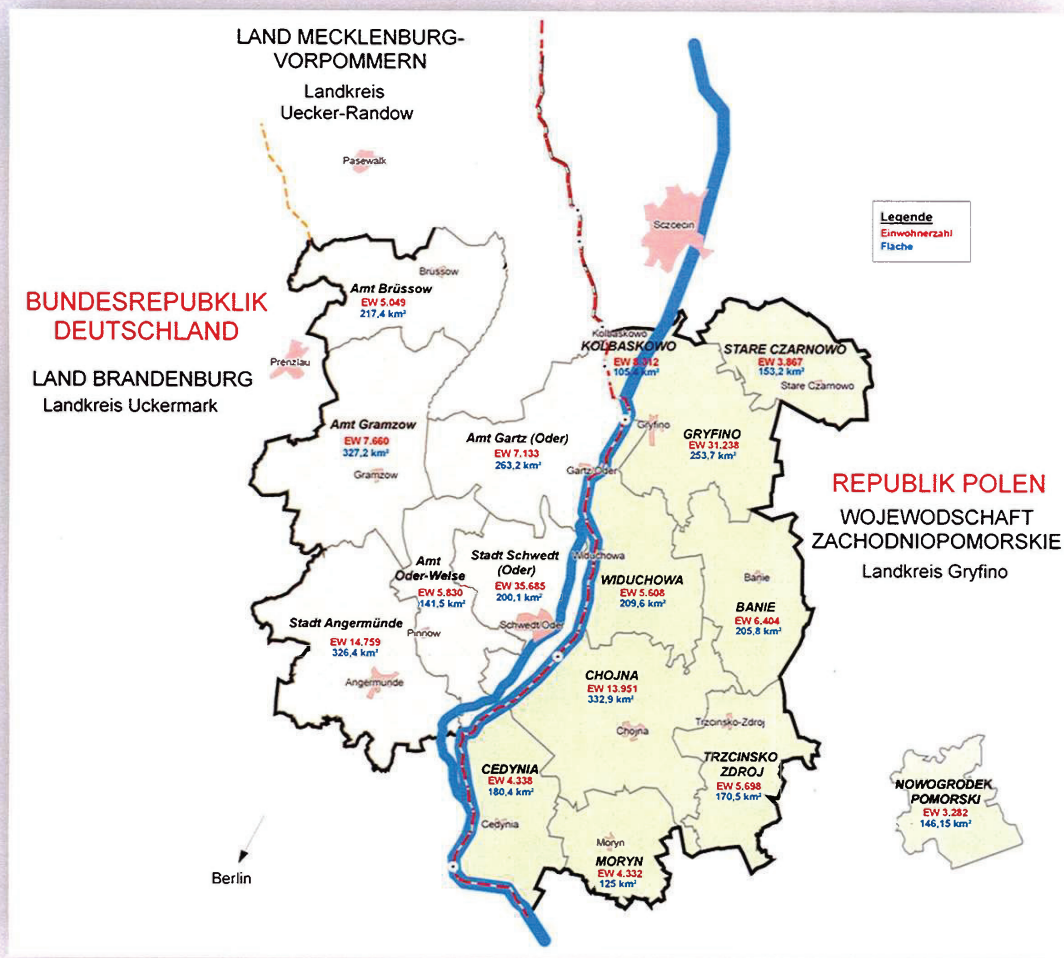 LAND MECKLENBURG-
VORPOMMERN
Landkreis
Uecker-Randow
Pasewalk
Sczcecin
Legende
Einwohnerzahl
Fläche
Brüssow
Amt Brüssow
EW 5.049
217,4 km²
BUNDESREPUBKLIK
DEUTSCHLAND
LAND BRANDENBURG
Landkreis Uckermark
Prenzlau
Kolbaskowo
KOLBASKOWO
EW 8.312
105,4 km²
STARE CZARNOWO
EW 3.867
153,2 km²
Stare Czarnowo
Amt Gramzow
EW 7.660
327,2 km²
Gramzow
Amt Gartz (Oder)
EW 7.133
263,2 km²
Gartz/Oder
Gryfino
GRYFINO
EW 31.238
253,7 km²
REPUBLIK POLEN
WOJEWODSCHAFT
ZACHODNIOPOMORSKIE
Landkreis Gryfino
Amt
Oder-Welse
EW 5.830
141,5 km²
Pinnow
Stadt Schwedt
(Oder)
EW 35.685
200,1 km²
Schwedt/Oder
Widuchowa
WIDUCHOWA
EW 5.608
209,6 km²
Banie
BANIE
EW 6.404
205,8 km²
Stadt Angermünde
EW 14.759
326,4 km²
Angermünde
CHOJNA
EW 13.951
332,9 km²
Chojna
Trzcinsko-Zdroj
TRZCINSKO
ZDROJ
EW 5.698
170,5 km²
CEDYNIA
EW 4.338
180,4 km²
Cedynia
Moryn
MORYN
EW 4.332
125 km²
NOWOGRODEK
POMORSKI
EW 3.282
146,15 km²
Berlin